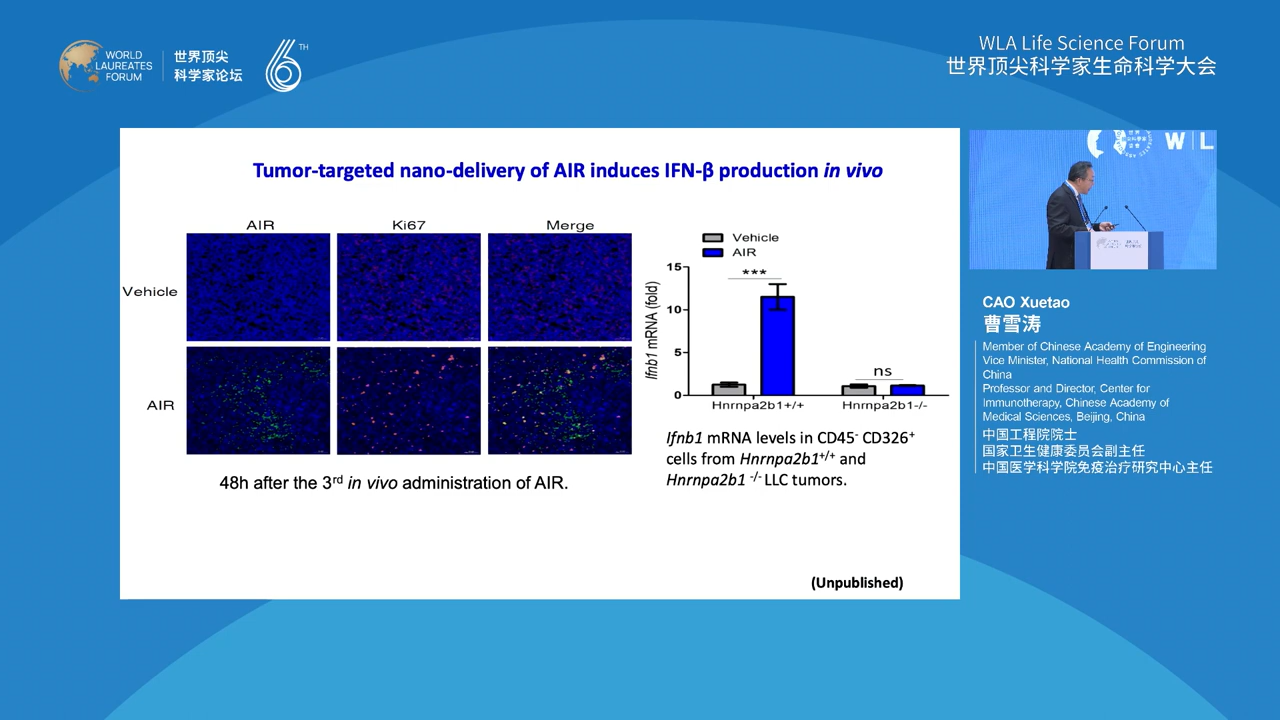 WORLD
LAUREATES
FORUM
世界顶尖
科学家论坛
6TH
WLA Life Science Forum
世界顶尖科学家生命科学大会
Tumor-targeted nano-delivery of AIR induces IFN-β production in vivo
AIR
Ki67
Merge
Vehicle
AIR
48h after the 3rd in vivo administration of AIR.
Vehicle
AIR
Ifnb1 mRNA (fold)
15
10
5
0
***
ns
Hnrnpa2b1+/+
Hnrnpa2b1-/-
Ifnb1 mRNA levels in CD45- CD326+
cells from Hnrnpa2b1+/+ and
Hnrnpa2b1 -/- LLC tumors.
(Unpublished)
W L
CAO Xuetao
曹雪涛
Member of Chinese Academy of Engineering
Vice Minister, National Health Commission of
China
Professor and Director, Center for
Immunotherapy, Chinese Academy of
Medical Sciences, Beijing, China
中国工程院院士
国家卫生健康委员会副主任
中国医学科学院免疫治疗研究中心主任